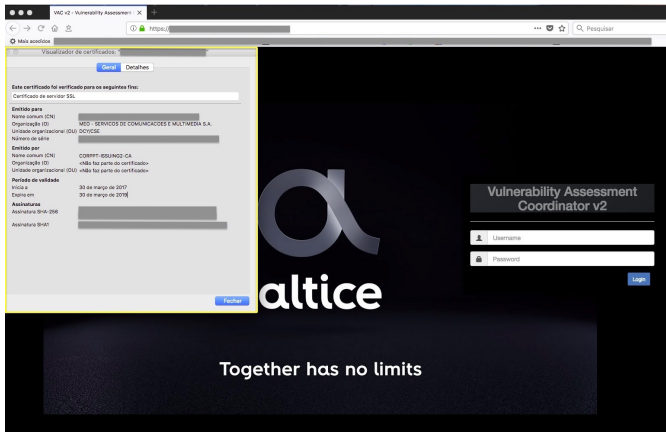 VAC v2 - Vulnerability Assessment
https://
Pesquisar
Mais acedidos
Visualizador de certificados: "
Geral Detalhes
Este certificado foi verificado para os seguintes fins:
Certificado de servidor SSL
Emitido para
Nome comum (CN)
Organização (O) MEO - SERVICOS DE COMUNICACOES E MULTIMEDIA S.A.
Unidade organizacional (OU) DCY/CSE
Número de série
Emitido por
Nome comum (CN) CORPPT-ISSUING2-CA
Organização (O) <Não faz parte do certificado>
Unidade organizacional (OU) <Não faz parte do certificado>
Período de validade
Inicia a 30 de março de 2017
Expira em 30 de março de 2019
Assinaturas
Assinatura SHA-256
Assinatura SHA1
Fechar
Vulnerability Assessment
Coordinator v2
Username
Password
Login
altice
Together has no limits